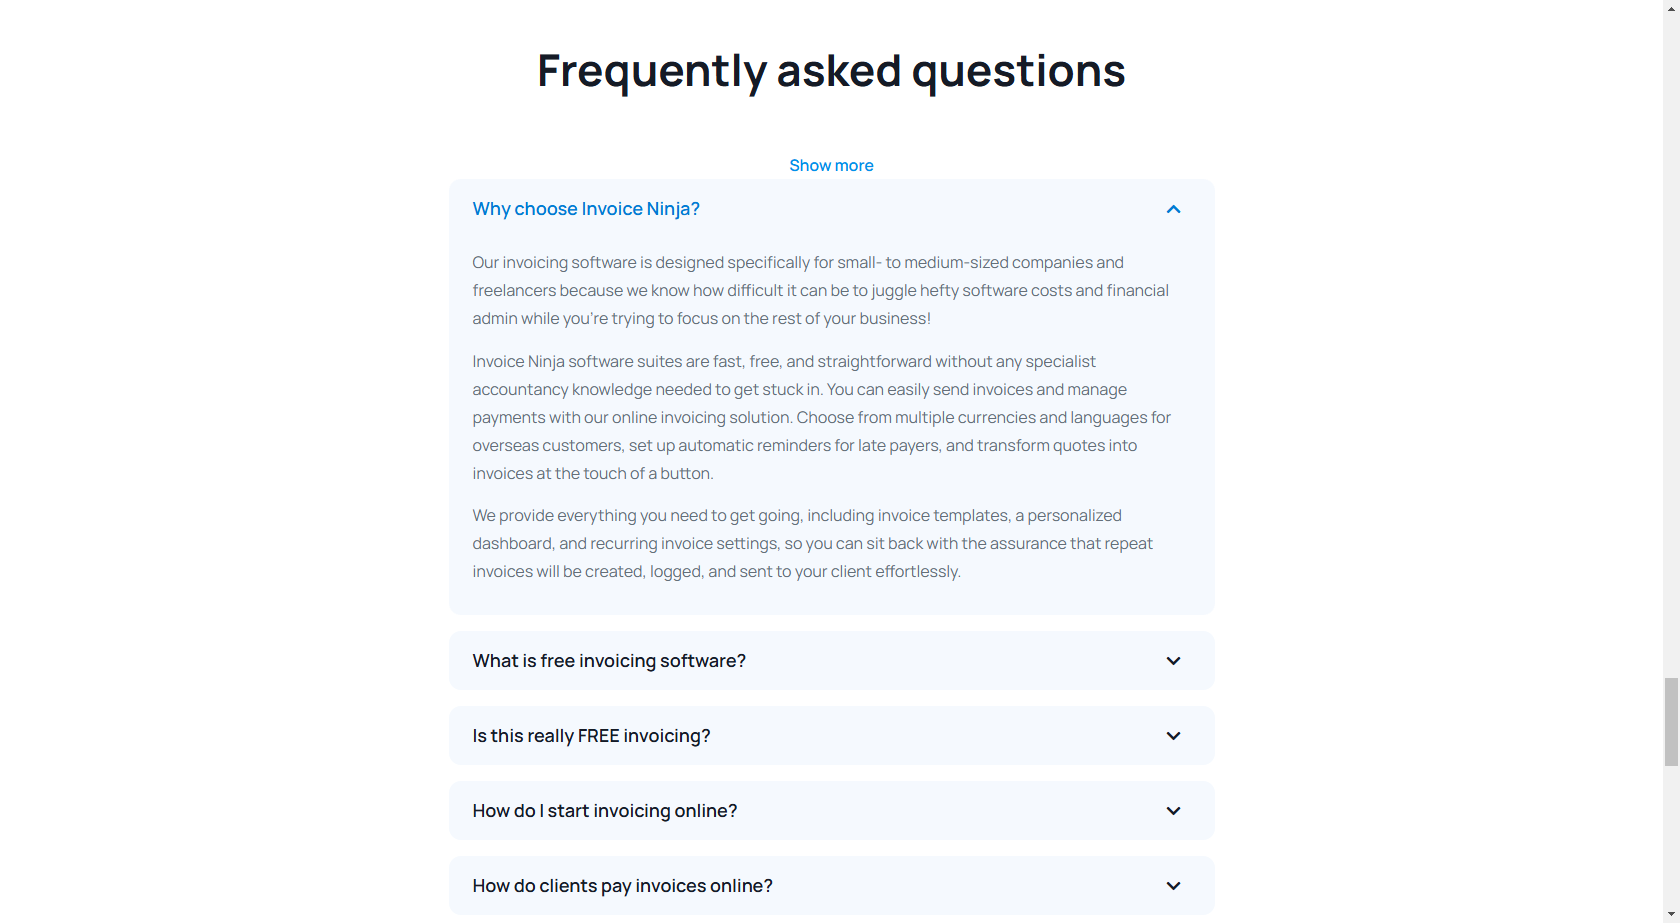 Frequently asked questions
Show more
Why choose Invoice Ninja?
Our invoicing software is designed specifically for small- to medium-sized companies and
freelancers because we know how difficult it can be to juggle hefty software costs and financial
admin while you're trying to focus on the rest of your business!
Invoice Ninja software suites are fast, free, and straightforward without any specialist
accountancy knowledge needed to get stuck in. You can easily send invoices and manage
payments with our online invoicing solution. Choose from multiple currencies and languages for
overseas customers, set up automatic reminders for late payers, and transform quotes into
invoices at the touch of a button.
We provide everything you need to get going, including invoice templates, a personalized
dashboard, and recurring invoice settings, so you can sit back with the assurance that repeat
invoices will be created, logged, and sent to your client effortlessly.
What is free invoicing software?
Is this really FREE invoicing?
How do I start invoicing online?
How do clients pay invoices online?